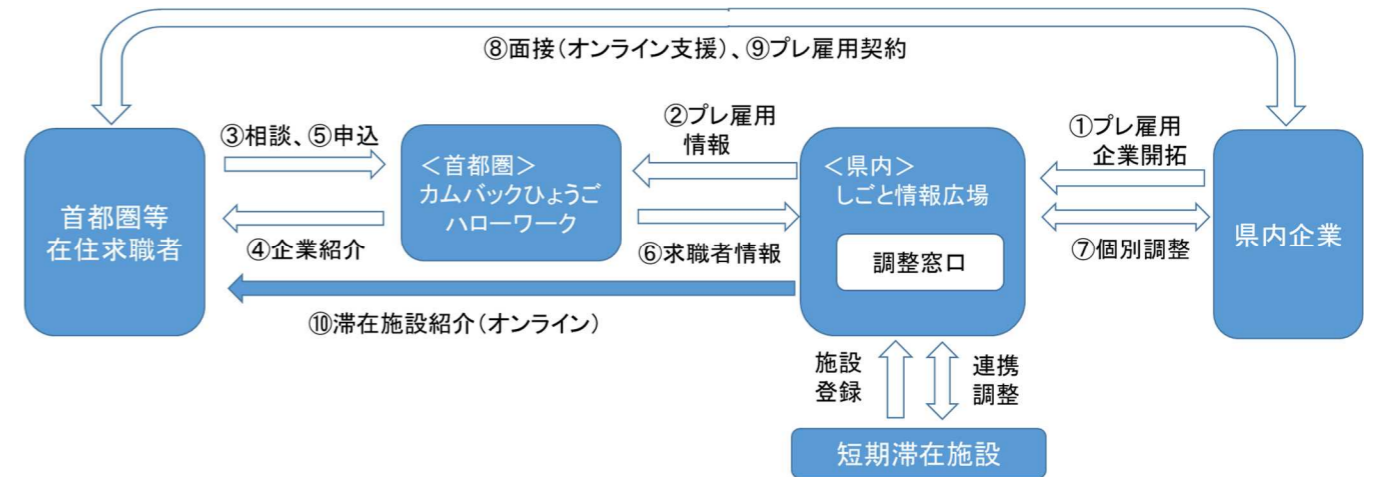 ⑧面接(オンライン支援)、⑨プレ雇用契約
首都圏等
在住求職者
③相談、⑤申込
④企業紹介
<首都圏>
カムバックひょうご
ハローワーク
②プレ雇用
情報
⑥求職者情報
<県内>
しごと情報広場
調整窓口
①プレ雇用
企業開拓
⑦個別調整
県内企業
⑩滞在施設紹介(オンライン)
施設
登録
連携
調整
短期滞在施設